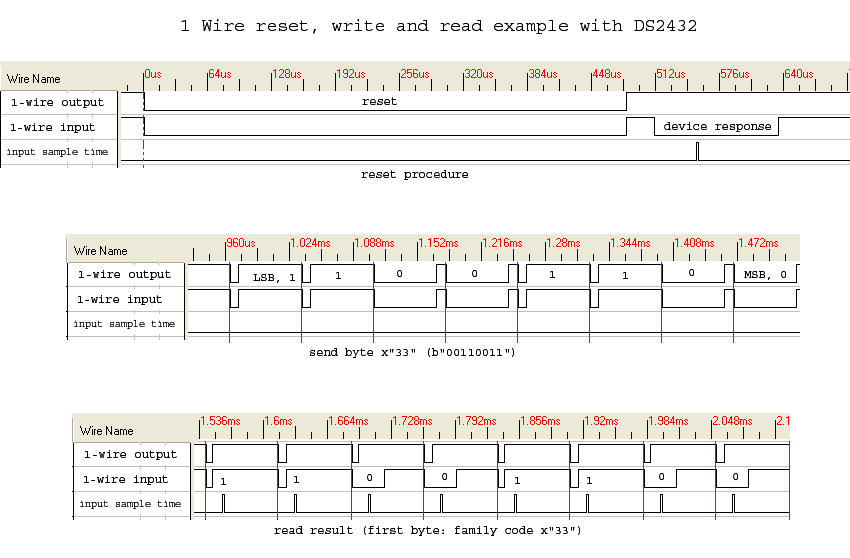 1 Wire reset, write and read example with DS2432
Wire Name 0us 64us 128us 192us 256us 320us 384us 448us 512us 576us 640us
1-wire output reset
1-wire input device response
input sample time
reset procedure
Wire Name 960us 1.024ms 1.088ms 1.152ms 1.216ms 1.28ms 1.344ms 1.408ms 1.472ms
1-wire output LSB, 1 1 0 0 1 1 0 MSB, 0
1-wire input
input sample time
send byte x"33" (b"00110011")
Wire Name 1.536ms 1.6ms 1.664ms 1.728ms 1.792ms 1.856ms 1.92ms 1.984ms 2.048ms 2.1
1-wire output
1-wire input 1 1 0 0 1 1 0 0
input sample time
read result (first byte: family code x"33")